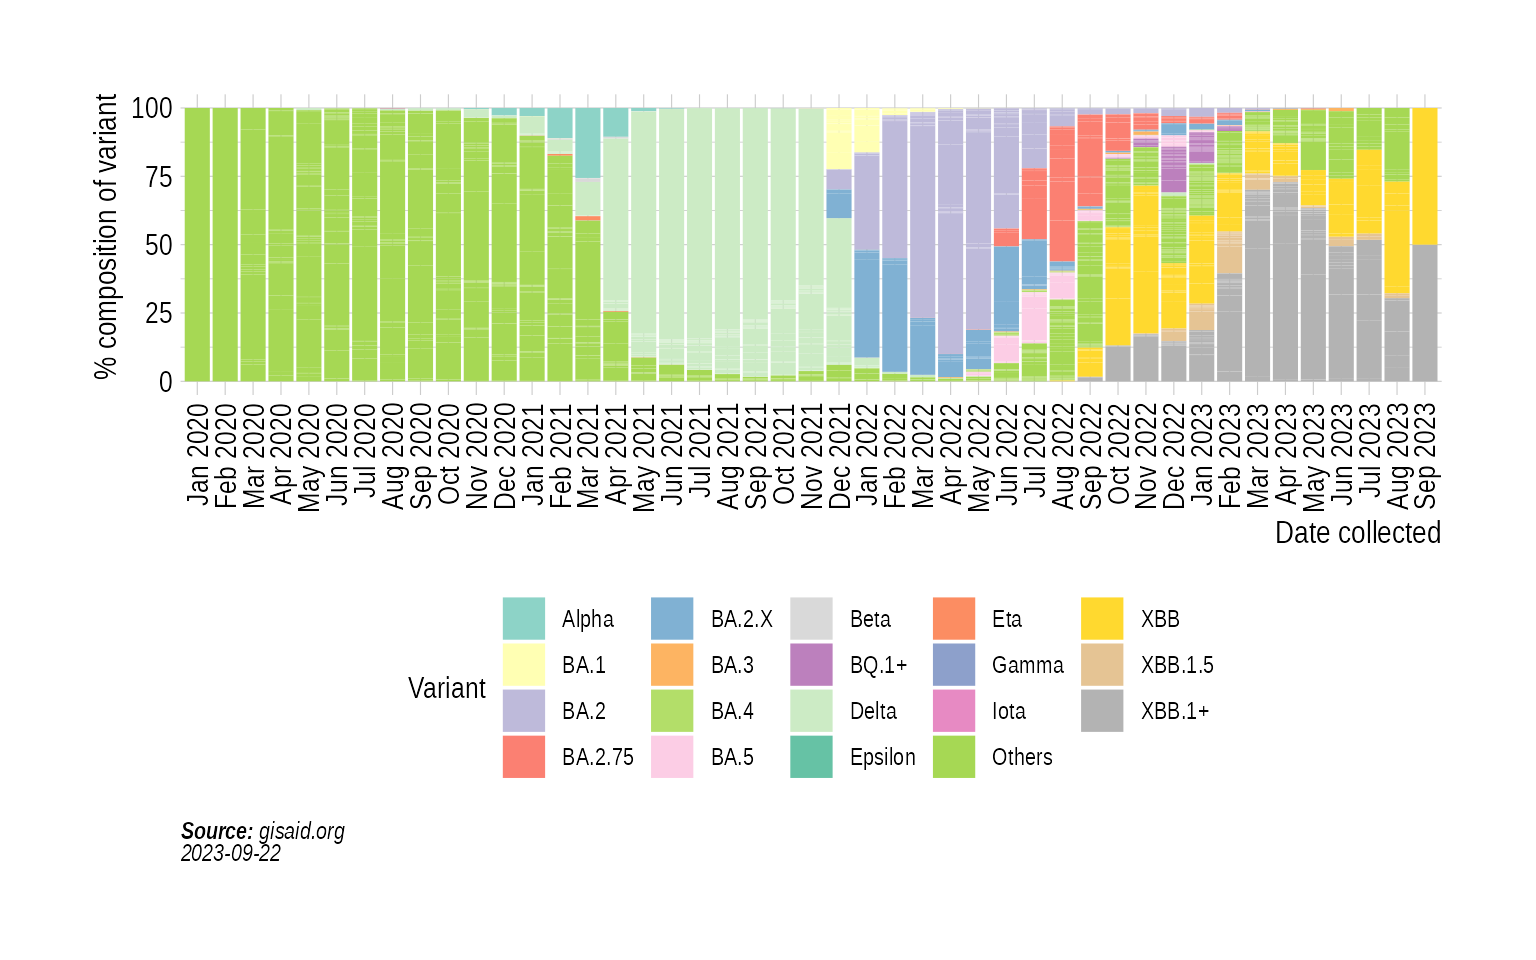 % composition of variant
100
75
50
25
0
Jan 2020
Feb 2020
Mar 2020
Apr 2020
May 2020
Jun 2020
Jul 2020
Aug 2020
Sep 2020
Oct 2020
Nov 2020
Dec 2020
Jan 2021
Feb 2021
Mar 2021
Apr 2021
May 2021
Jun 2021
Jul 2021
Aug 2021
Sep 2021
Oct 2021
Nov 2021
Dec 2021
Jan 2022
Feb 2022
Mar 2022
Apr 2022
May 2022
Jun 2022
Jul 2022
Aug 2022
Sep 2022
Oct 2022
Nov 2022
Dec 2022
Jan 2023
Feb 2023
Mar 2023
Apr 2023
May 2023
Jun 2023
Jul 2023
Aug 2023
Sep 2023
Date collected
Variant
Alpha
BA.1
BA.2
BA.2.75
BA.2.X
BA.3
BA.4
BA.5
Beta
BQ.1+
Delta
Epsilon
Eta
Gamma
Iota
Others
XBB
XBB.1.5
XBB.1+
Source: gisaid.org
2023-09-22